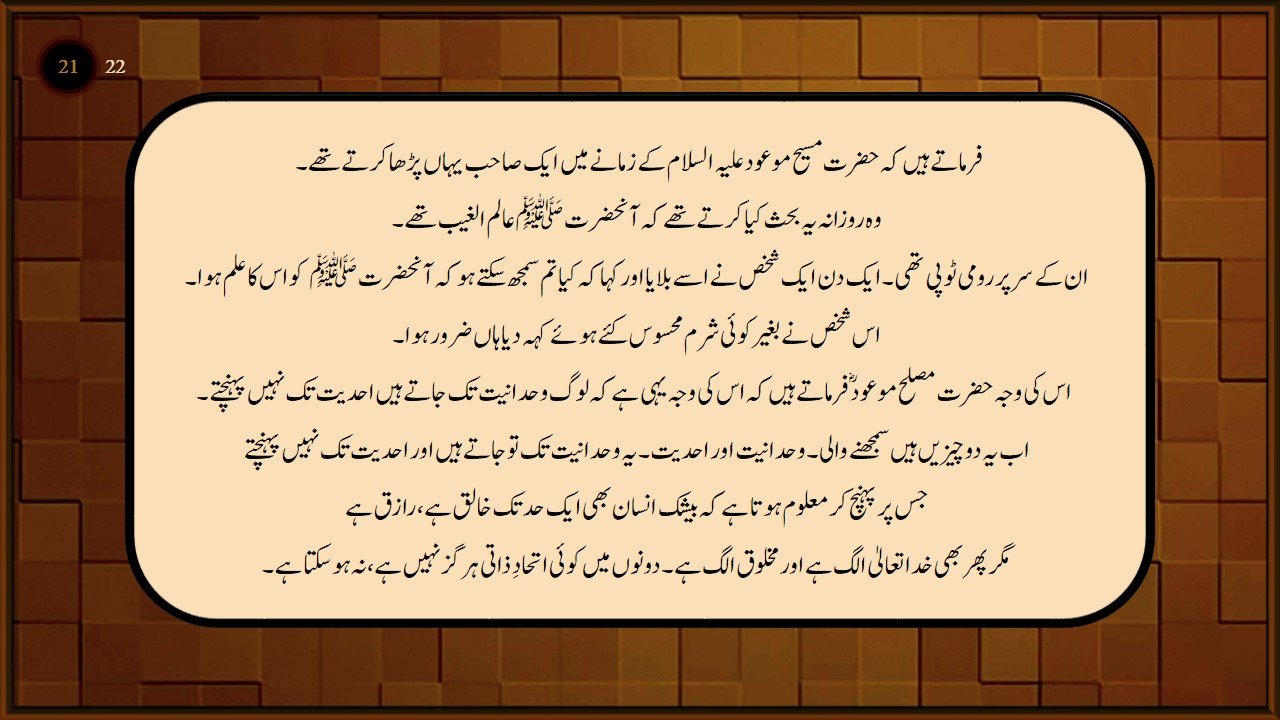 21 22
فرماتے ہیں کہ حضرت مسیح موعود علیہ السلام کے زمانے میں ایک صاحب یہاں پڑھا کرتے تھے۔
وہ روزانہ یہ بحث کیا کرتے تھے کہ آنحضرت ﷺ عالم الغیب تھے۔
ان کے سر پر رومی ٹوپی تھی۔ ایک دن ایک شخص نے اسے بلایا اور کہا کہ کیا تم سمجھ سکتے ہو کہ آنحضرت ﷺ کو اس کا علم ہوا۔
اس شخص نے بغیر کوئی شرم محسوس کئے ہوئے کہہ دیا ہاں ضرور ہوا۔
اس کی وجہ حضرت مصلح موعودؓ فرماتے ہیں کہ اس کی وجہ یہی ہے کہ لوگ وحدانیت تک جاتے ہیں احدیت تک نہیں پہنچتے۔
اب یہ دو چیزیں ہیں سمجھنے والی۔ وحدانیت اور احدیت۔ یہ وحدانیت تک تو جاتے ہیں اور احدیت تک نہیں پہنچتے
جس پر پہنچ کر معلوم ہوتا ہے کہ بیشک انسان بھی ایک حد تک خالق ہے، رازق ہے
مگر پھر بھی خدا تعالیٰ الگ ہے اور مخلوق الگ ہے۔ دونوں میں کوئی اتحادِ ذاتی ہر گز نہیں ہے، نہ ہو سکتا ہے۔